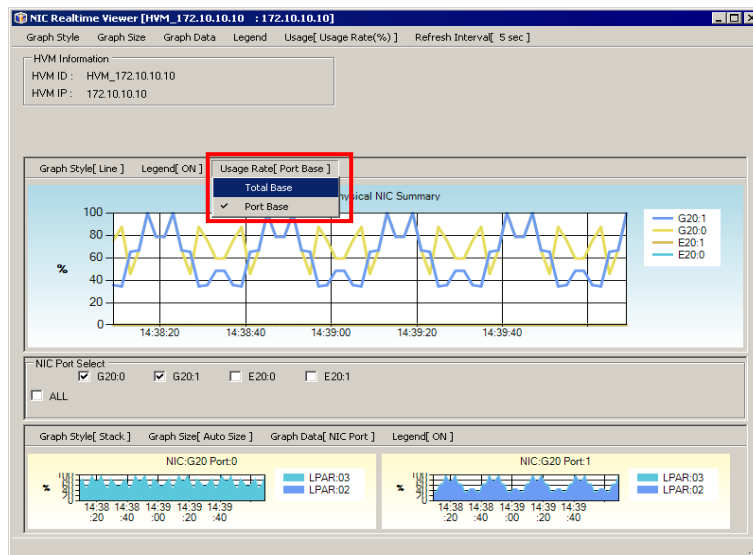 NIC Realtime Viewer [HVM_172.10.10.10 : 172.10.10.10]
Graph Style Graph Size Graph Data Legend Usage[ Usage Rate(%) ] Refresh Interval[ 5 sec ]
HVM Information
HVM ID : HVM_172.10.10.10
HVM IP : 172.10.10.10
Graph Style[ Line ] Legend[ ON ] Usage Rate[ Port Base ]
Total Base
Port Base
ysical NIC Summary
100
80
60
40
20
0
%
14:38:20 14:38:40 14:39:00 14:39:20 14:39:40
G20:1
G20:0
E20:1
E20:0
NIC Port Select
G20:0 G20:1 E20:0 E20:1
ALL
Graph Style[ Stack ] Graph Size[ Auto Size ] Graph Data[ NIC Port ] Legend[ ON ]
NIC:G20 Port:0
%
14:38:20 14:38:40 14:39:00 14:39:20 14:39:40
LPAR:03
LPAR:02
NIC:G20 Port:1
%
14:38:20 14:38:40 14:39:00 14:39:20 14:39:40
LPAR:03
LPAR:02